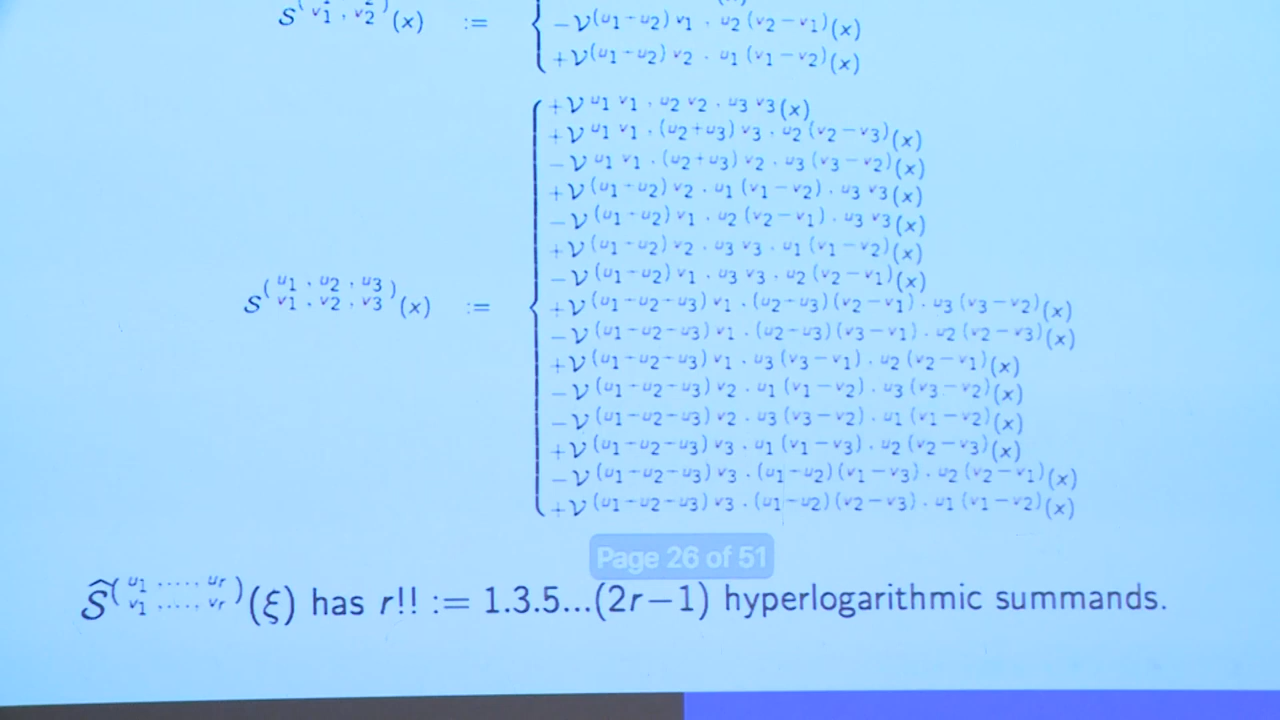 S^( v1 , v2 )(x) :=
−V^(u1+u2) v1 , u2 (v2−v1)(x)
+V^(u1+u2) v2 , u1 (v1−v2)(x)
S^( u1 , u2 , u3 / v1 , v2 , v3 )(x) :=
+V^u1 v1 , u2 v2 , u3 v3(x)
+V^u1 v1 , (u2+u3) v3 , u2 (v2−v3)(x)
−V^u1 v1 , (u2+u3) v2 , u3 (v3−v2)(x)
+V^(u1+u2) v2 , u1 (v1−v2) , u3 v3(x)
−V^(u1+u2) v1 , u2 (v2−v1) , u3 v3(x)
+V^(u1+u2) v2 , u3 v3 , u1 (v1−v2)(x)
−V^(u1+u2) v1 , u3 v3 , u2 (v2−v1)(x)
+V^(u1+u2+u3) v1 , (u2+u3) (v2−v1) , u3 (v3−v2)(x)
−V^(u1+u2+u3) v1 , (u2+u3) (v3−v1) , u2 (v2−v3)(x)
+V^(u1+u2+u3) v1 , u3 (v3−v1) , u2 (v2−v1)(x)
−V^(u1+u2+u3) v2 , u1 (v1−v2) , u3 (v3−v2)(x)
−V^(u1+u2+u3) v2 , u3 (v3−v2) , u1 (v1−v2)(x)
+V^(u1+u2+u3) v3 , u1 (v1−v3) , u2 (v2−v3)(x)
−V^(u1+u2+u3) v3 , (u1+u2) (v1−v3) , u2 (v2−v1)(x)
+V^(u1+u2+u3) v3 , (u1+u2) (v2−v3) , u1 (v1−v2)(x)
Page 26 of 51
Ŝ^( u1 ,...., ur / v1 ,...., vr )(ξ) has r!! := 1.3.5...(2r−1) hyperlogarithmic summands.